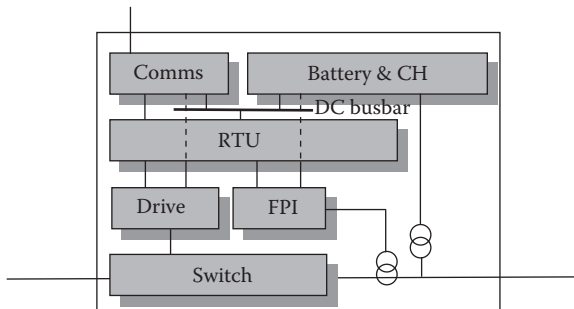 Comms
Battery & CH
DC busbar
RTU
Drive
FPI
Switch